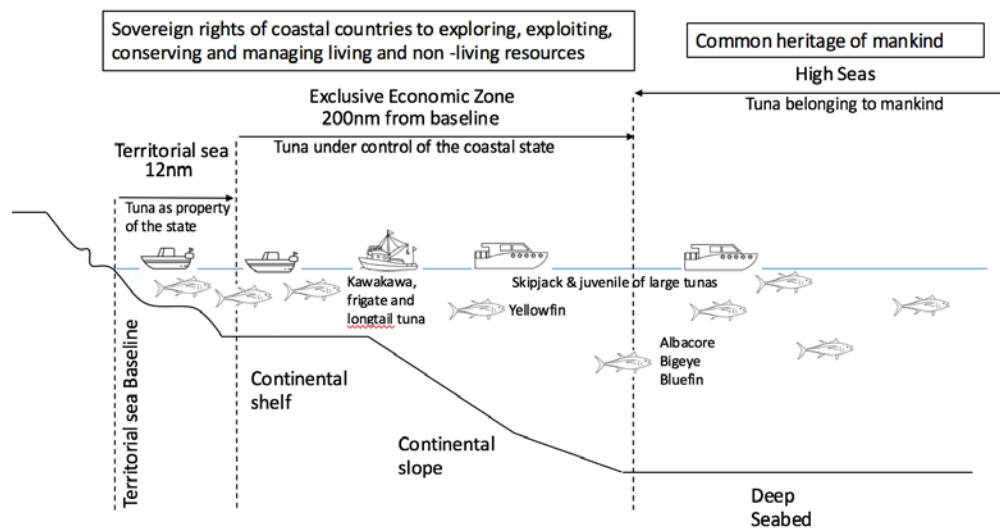 Sovereign rights of coastal countries to exploring, exploiting,
conserving and managing living and non -living resources
Common heritage of mankind
High Seas
Tuna belonging to mankind
Exclusive Economic Zone
200nm from baseline
Tuna under control of the coastal state
Territorial sea
12nm
Tuna as property
of the state
Kawakawa,
frigate and
longtail tuna
Skipjack & juvenile of large tunas
Yellowfin
Albacore
Bigeye
Bluefin
Territorial sea Baseline
Continental
shelf
Continental
slope
Deep
Seabed